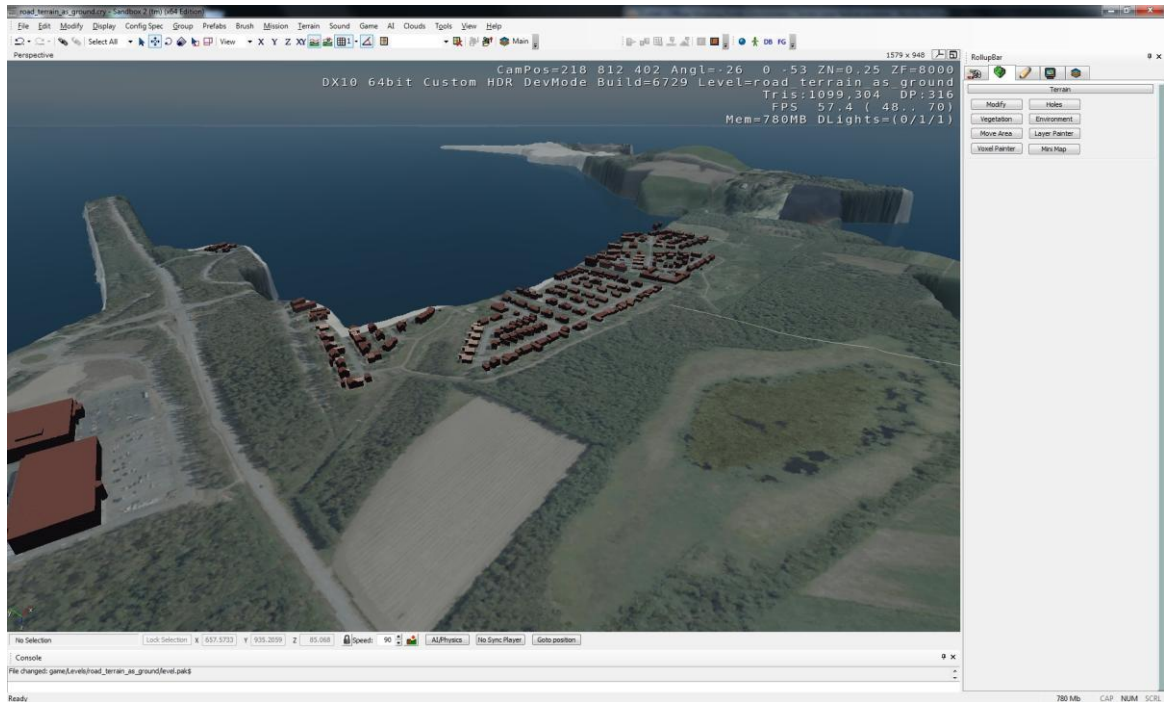 road_terrain_as_ground.cry - Sandbox 2 (tm) (x64 Edition)
File Edit Modify Display Config Spec Group Prefabs Brush Mission Terrain Sound Game AI Clouds Tools View Help
Select All View X Y Z XY 1 Main DB FG
Perspective 1579 x 948
CamPos=218 812 402 Angl=-26 0 -53 ZN=0,25 ZF=8000
DX10 64bit Custom HDR DevMode Build=6729 Level=road_terrain_as_ground
Tris:1099,304 DP:316
FPS 57.4 ( 48.. 70)
Mem=780MB DLights=(0/1/1)
RollupBar
Terrain
Modify Holes
Vegetation Environment
Move Area Layer Painter
Voxel Painter Mini Map
No Selection Lock Selection X 657.5733 Y 935.2059 Z 85.068 Speed: 90 AI/Physics No Sync Player Goto position
Console
File changed: game/Levels/road_terrain_as_ground/level.pak$
Ready 780 Mb CAP NUM SCRL